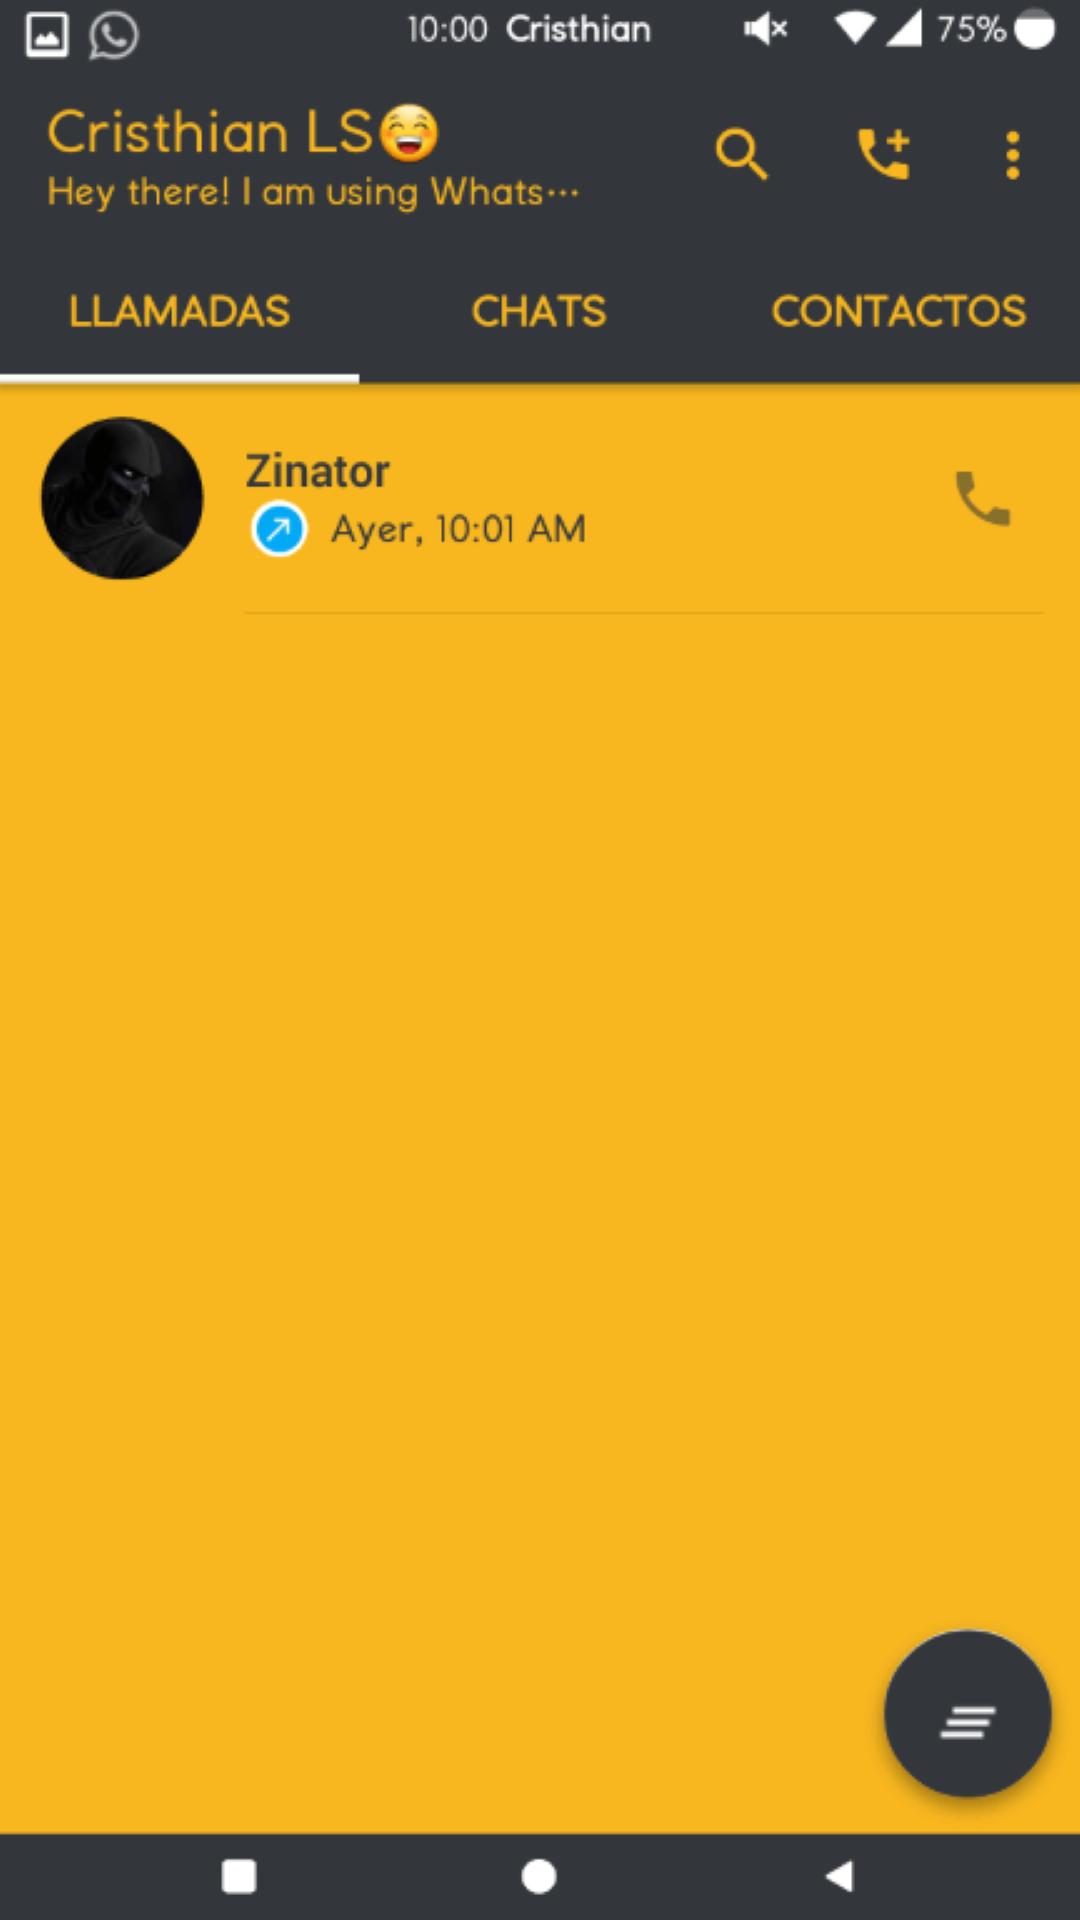 10:00 Cristhian 75%
Cristhian LS😁
Hey there! I am using Whats···
LLAMADAS CHATS CONTACTOS
Zinator
Ayer, 10:01 AM